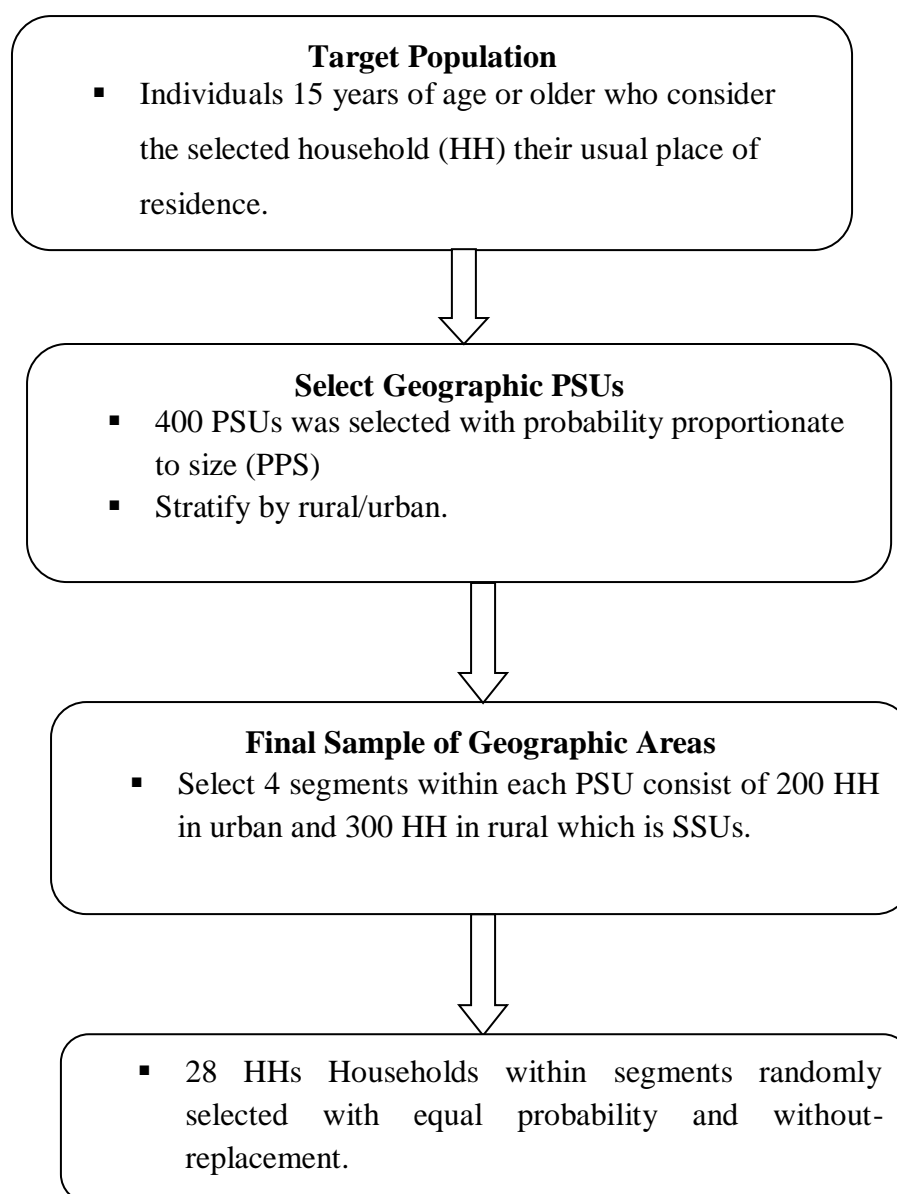 Target Population
▪ Individuals 15 years of age or older who consider
the selected household (HH) their usual place of
residence.
Select Geographic PSUs
▪ 400 PSUs was selected with probability proportionate
to size (PPS)
▪ Stratify by rural/urban.
Final Sample of Geographic Areas
▪ Select 4 segments within each PSU consist of 200 HH
in urban and 300 HH in rural which is SSUs.
▪ 28 HHs Households within segments randomly
selected with equal probability and without-
replacement.